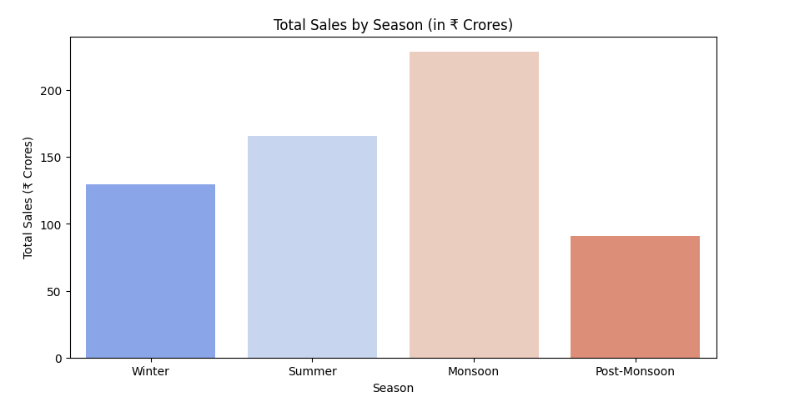 Total Sales by Season (in ₹ Crores)
Total Sales (₹ Crores)
200
150
100
50
0
Winter
Summer
Monsoon
Post-Monsoon
Season